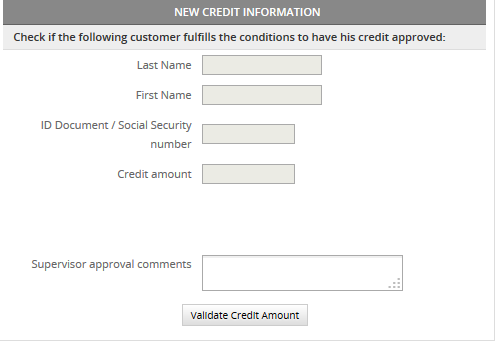 NEW CREDIT INFORMATION
Check if the following customer fulfills the conditions to have his credit approved:
Last Name
First Name
ID Document / Social Security
number
Credit amount
Supervisor approval comments
Validate Credit Amount